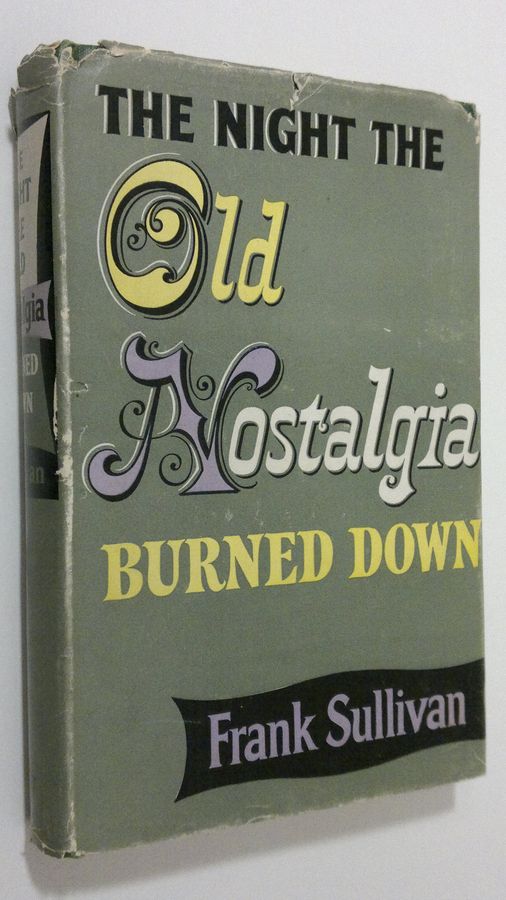 THE NIGHT THE
Old
Nostalgia
BURNED DOWN
Frank Sullivan